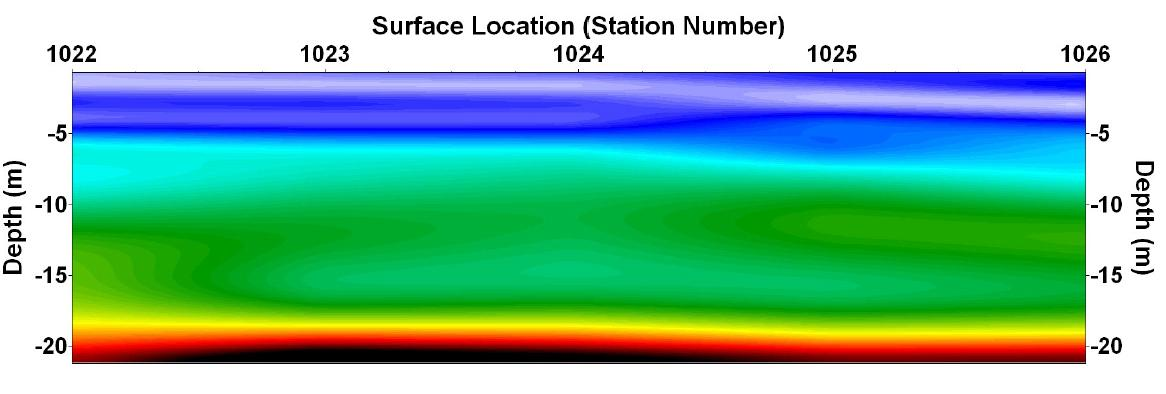 Surface Location (Station Number)
1022 1023 1024 1025 1026
-5 -5
-10 -10
-15 -15
-20 -20
Depth (m)
Depth (m)